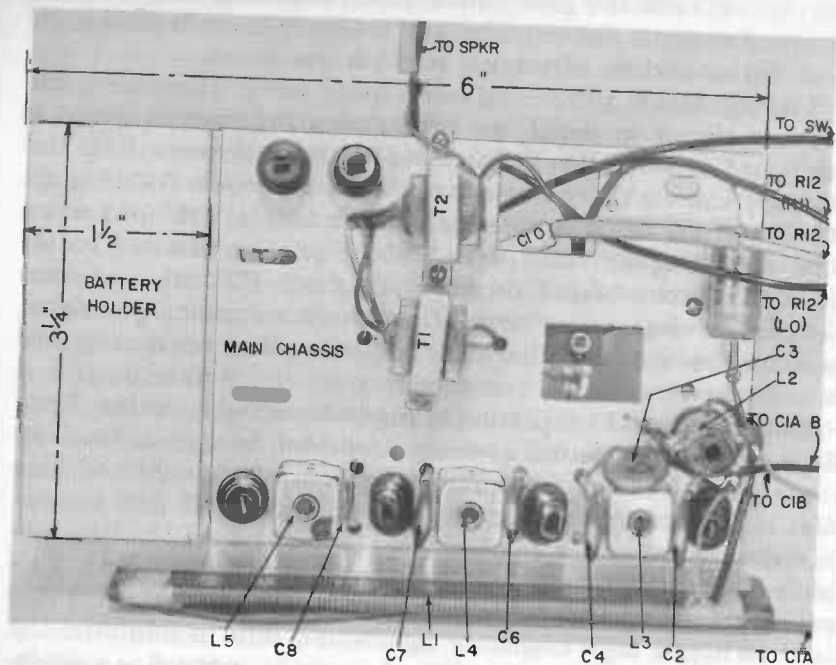 TO SPKR
6"
TO SW
TO R12
(HI)
T2
C10
TO R12
1½"
BATTERY
HOLDER
3¼"
TO R12
(LO)
T1
MAIN CHASSIS
C3
L2
TO C1A B
TO C1B
L5
C8
C7
L1
L4
C6
C4
L3
C2
TO C1A